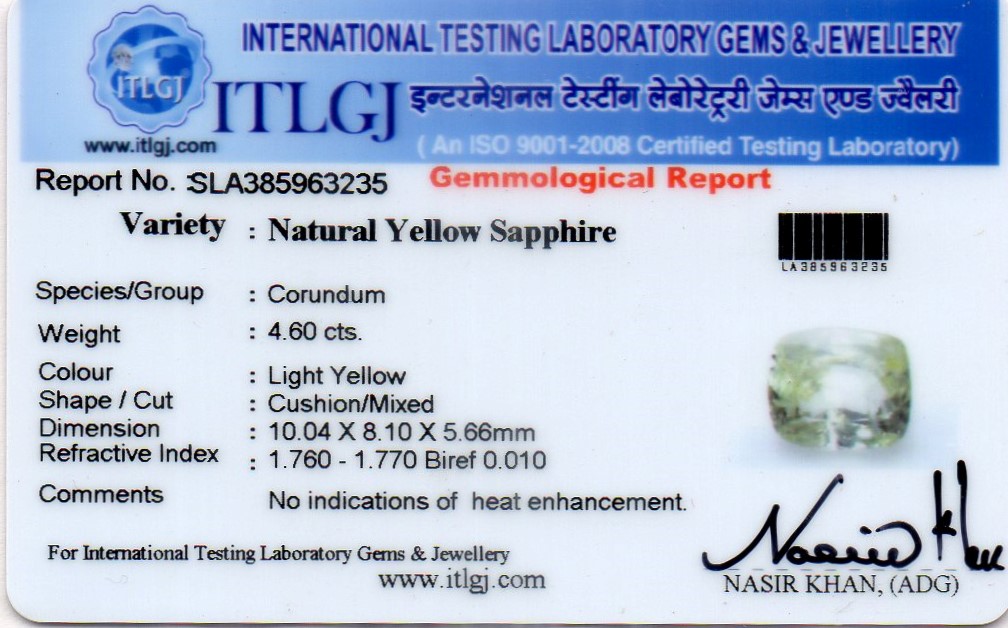 INTERNATIONAL TESTING LABORATORY GEMS & JEWELLERY
ITLGJ
ITLGJ इन्टरनेशनल टेस्टींग लेबोरेट्री जेम्स एण्ड ज्वैलरी
www.itlgj.com
( An ISO 9001-2008 Certified Testing Laboratory)
Report No. :SLA385963235
Gemmological Report
Variety : Natural Yellow Sapphire
LA385963235
Species/Group : Corundum
Weight : 4.60 cts.
Colour : Light Yellow
Shape / Cut : Cushion/Mixed
Dimension : 10.04 X 8.10 X 5.66mm
Refractive Index : 1.760 - 1.770 Biref 0.010
Comments No indications of heat enhancement.
For International Testing Laboratory Gems & Jewellery
www.itlgj.com
NASIR KHAN, (ADG)